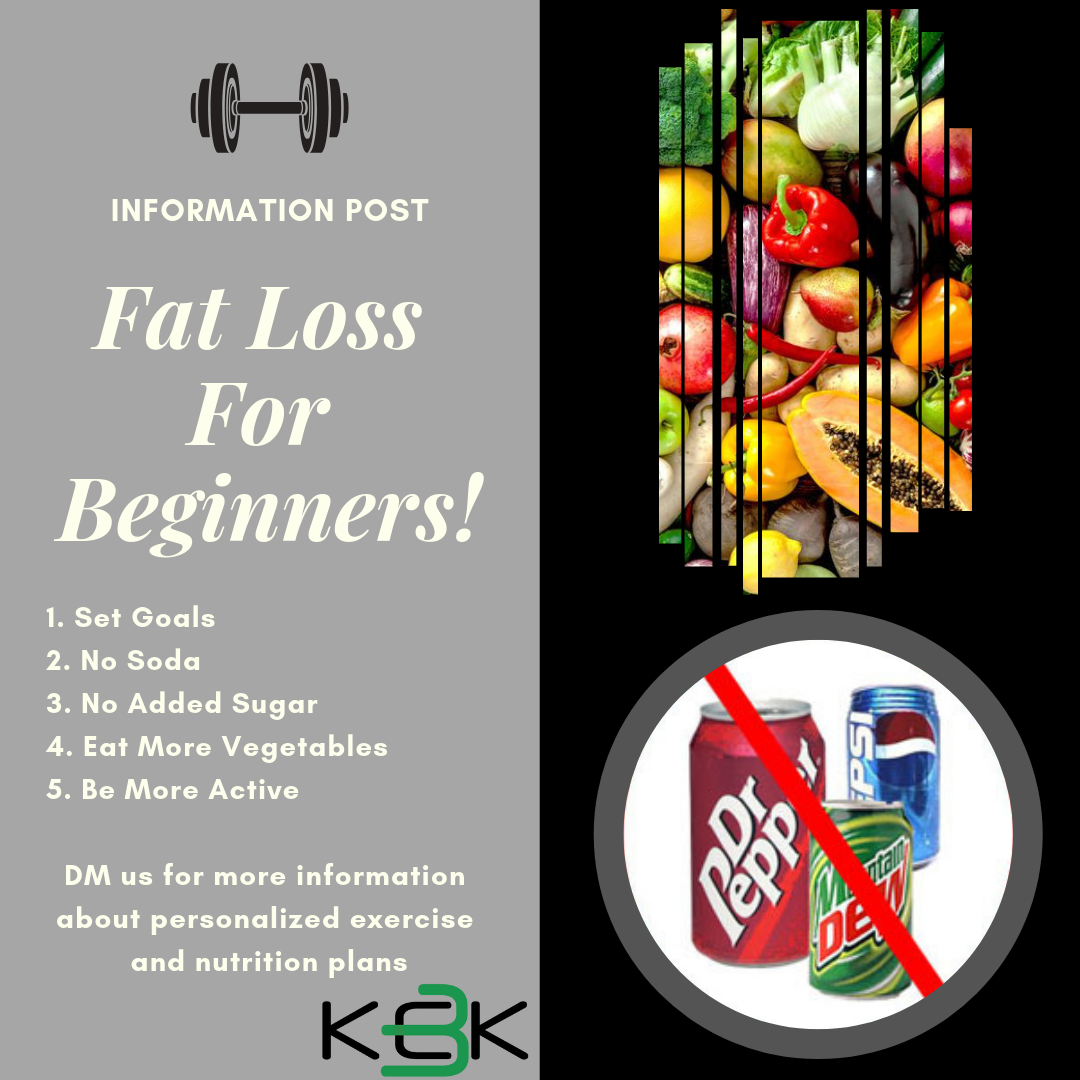 INFORMATION POST
Fat Loss
For
Beginners!
1. Set Goals
2. No Soda
3. No Added Sugar
4. Eat More Vegetables
5. Be More Active
DM us for more information
about personalized exercise
and nutrition plans
Dr
Pepper
PEPSI
Mountain
DEW